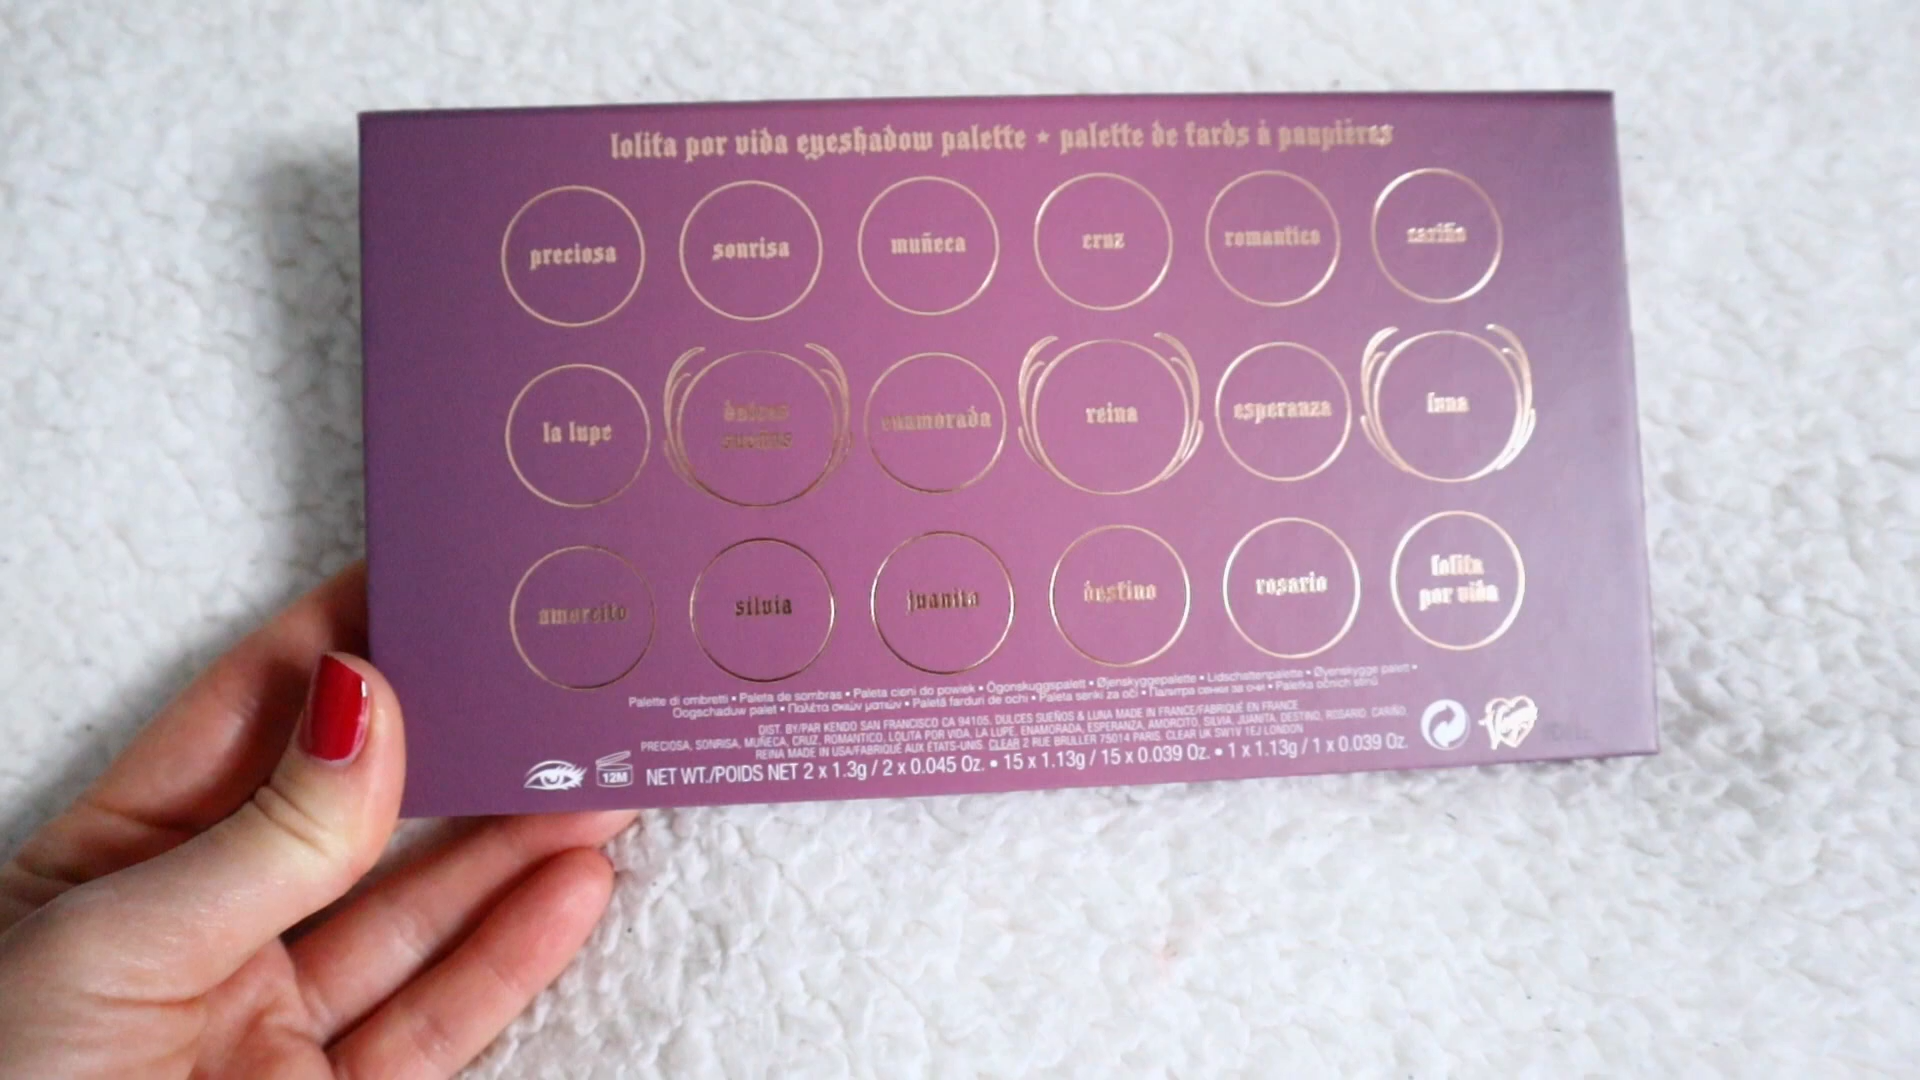 lolita por vida eyeshadow palette ★ palette de fards à paupières
preciosa sonrisa muñeca cruz romantico cariño
la lupe dulces sueños enamorada reina esperanza luna
amorcito silvia juanita destino rosario lolita por vida
Palette di ombretti • Paleta de sombras • Paleta cieni do powiek • Ögonskuggspalett • Øjenskyggepalette • Lidschattenpalette • Øyenskygge palett •
Oogschaduw palet • Παλέτα σκιών ματιών • Paletă farduri de ochi • Paleta senki za oči • Палитра сенки за очи • Paletka očních stínů
DIST. BY/PAR KENDO SAN FRANCISCO CA 94105. DULCES SUEÑOS & LUNA MADE IN FRANCE/FABRIQUÉ EN FRANCE
PRECIOSA, SONRISA, MUÑECA, CRUZ, ROMANTICO, LOLITA POR VIDA, LA LUPE, ENAMORADA, ESPERANZA, AMORCITO, SILVIA, JUANITA, DESTINO, ROSARIO, CARIÑO,
REINA MADE IN USA/FABRIQUÉ AUX ÉTATS-UNIS. CLEAR 2 RUE BRULLER 75014 PARIS. CLEAR UK SW1V 1EJ LONDON
12M NET WT./POIDS NET 2 x 1.3g / 2 x 0.045 Oz. • 15 x 1.13g / 15 x 0.039 Oz. • 1 x 1.13g / 1 x 0.039 Oz.